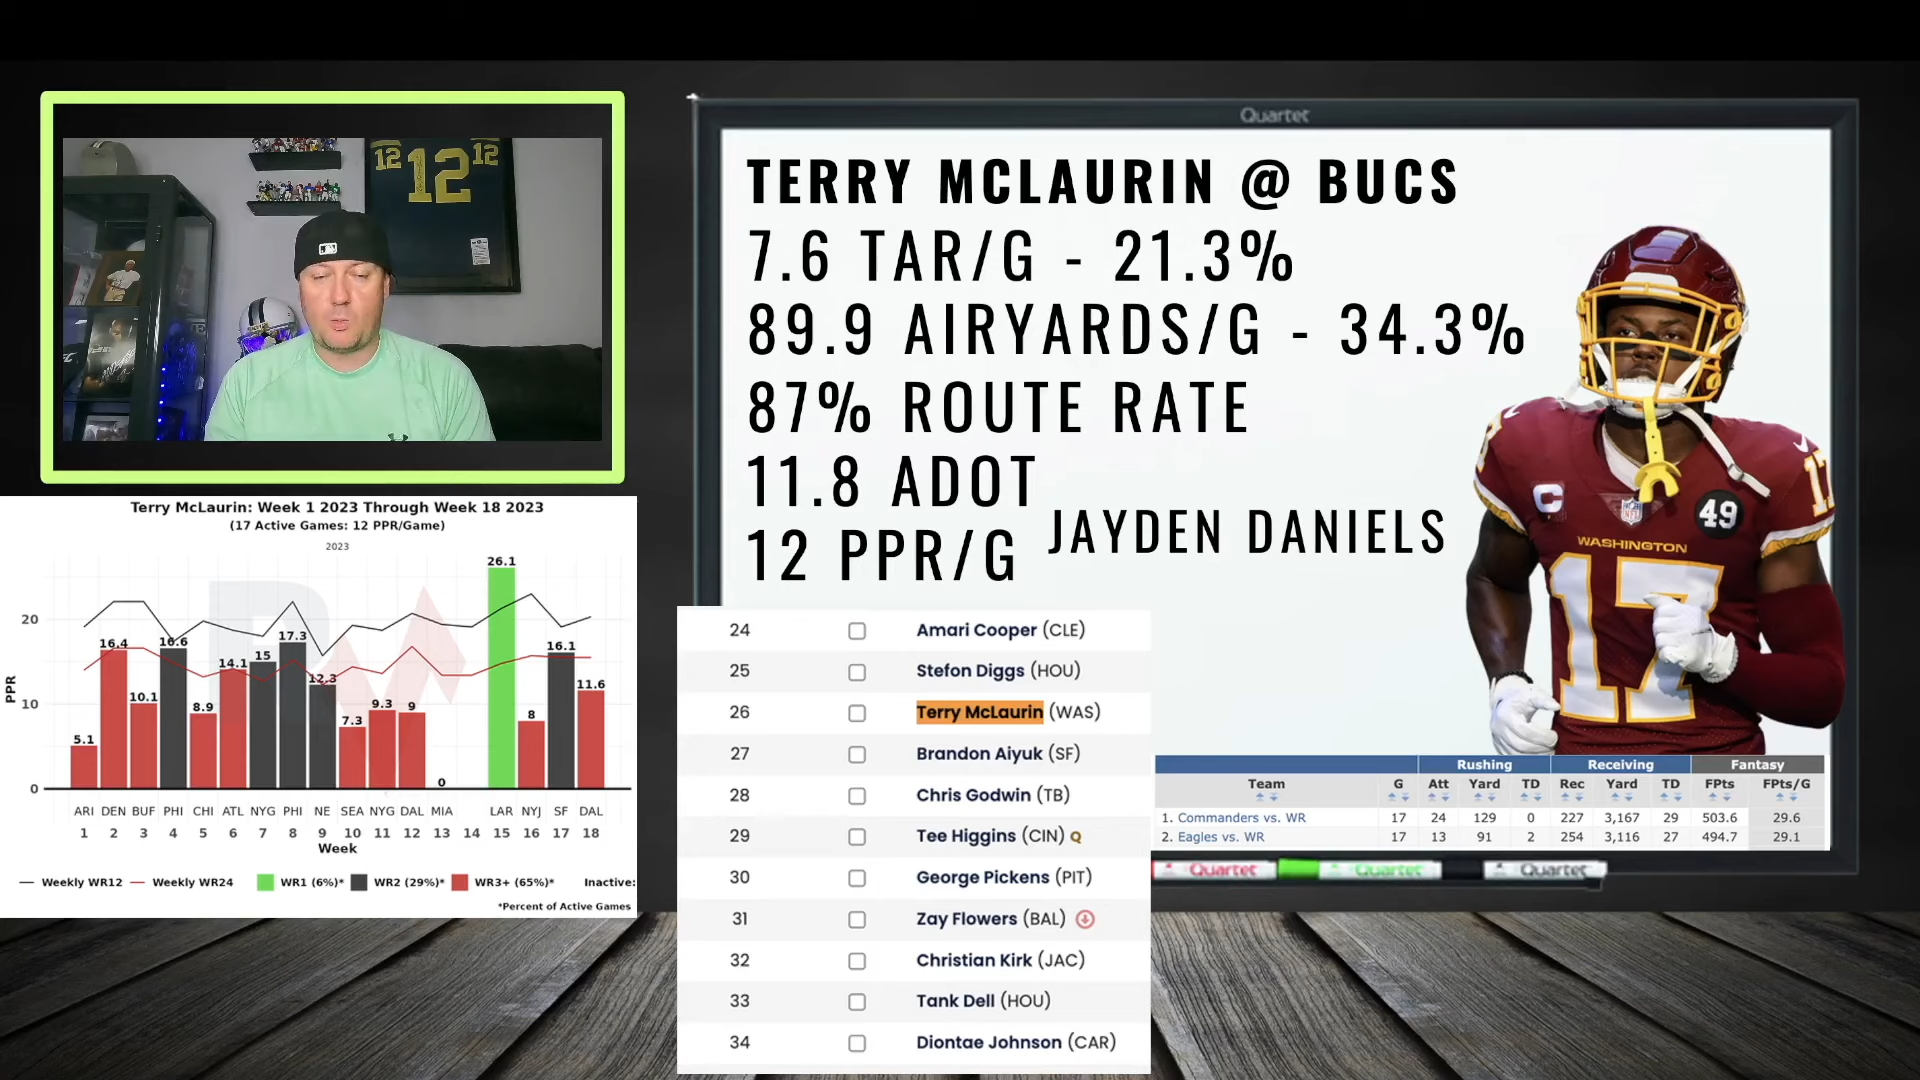 Quartet
12 12 12
TERRY MCLAURIN @ BUCS
7.6 TAR/G - 21.3%
89.9 AIRYARDS/G - 34.3%
87% ROUTE RATE
11.8 ADOT
12 PPR/G
JAYDEN DANIELS
C
NFL
49
WASHINGTON
17
17
Terry McLaurin: Week 1 2023 Through Week 18 2023
(17 Active Games: 12 PPR/Game)
2023
PPR
20
10
0
5.1 16.4 10.1 16.6 8.9 14.1 15 17.3 12.3 7.3 9.3 9 0 26.1 8 16.1 11.6
ARI DEN BUF PHI CHI ATL NYG PHI NE SEA NYG DAL MIA LAR NYJ SF DAL
1 2 3 4 5 6 7 8 9 10 11 12 13 14 15 16 17 18
Week
Weekly WR12 Weekly WR24 WR1 (6%)* WR2 (29%)* WR3+ (65%)* Inactive:
*Percent of Active Games
24 Amari Cooper (CLE)
25 Stefon Diggs (HOU)
26 Terry McLaurin (WAS)
27 Brandon Aiyuk (SF)
28 Chris Godwin (TB)
29 Tee Higgins (CIN) Q
30 George Pickens (PIT)
31 Zay Flowers (BAL)
32 Christian Kirk (JAC)
33 Tank Dell (HOU)
34 Diontae Johnson (CAR)
Rushing Receiving Fantasy
Team G Att Yard TD Rec Yard TD FPts FPts/G
1. Commanders vs. WR 17 24 129 0 227 3,167 29 503.6 29.6
2. Eagles vs. WR 17 13 91 2 254 3,116 27 494.7 29.1
Quartet Quartet Quartet